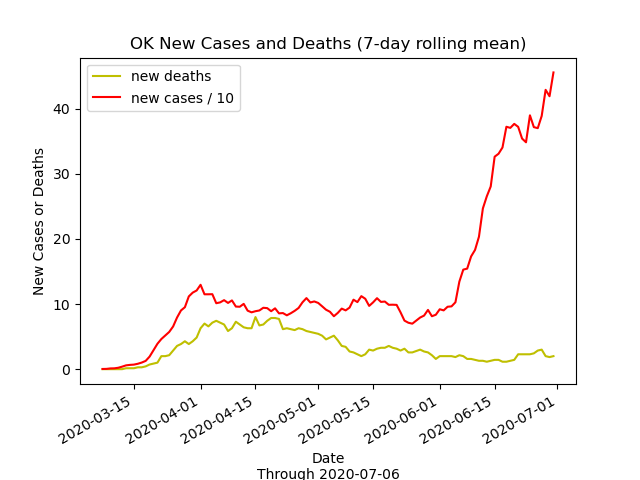 OK New Cases and Deaths (7-day rolling mean)
new deaths
new cases / 10
New Cases or Deaths
40
30
20
10
0
2020-03-15
2020-04-01
2020-04-15
2020-05-01
2020-05-15
2020-06-01
2020-06-15
2020-07-01
Date
Through 2020-07-06